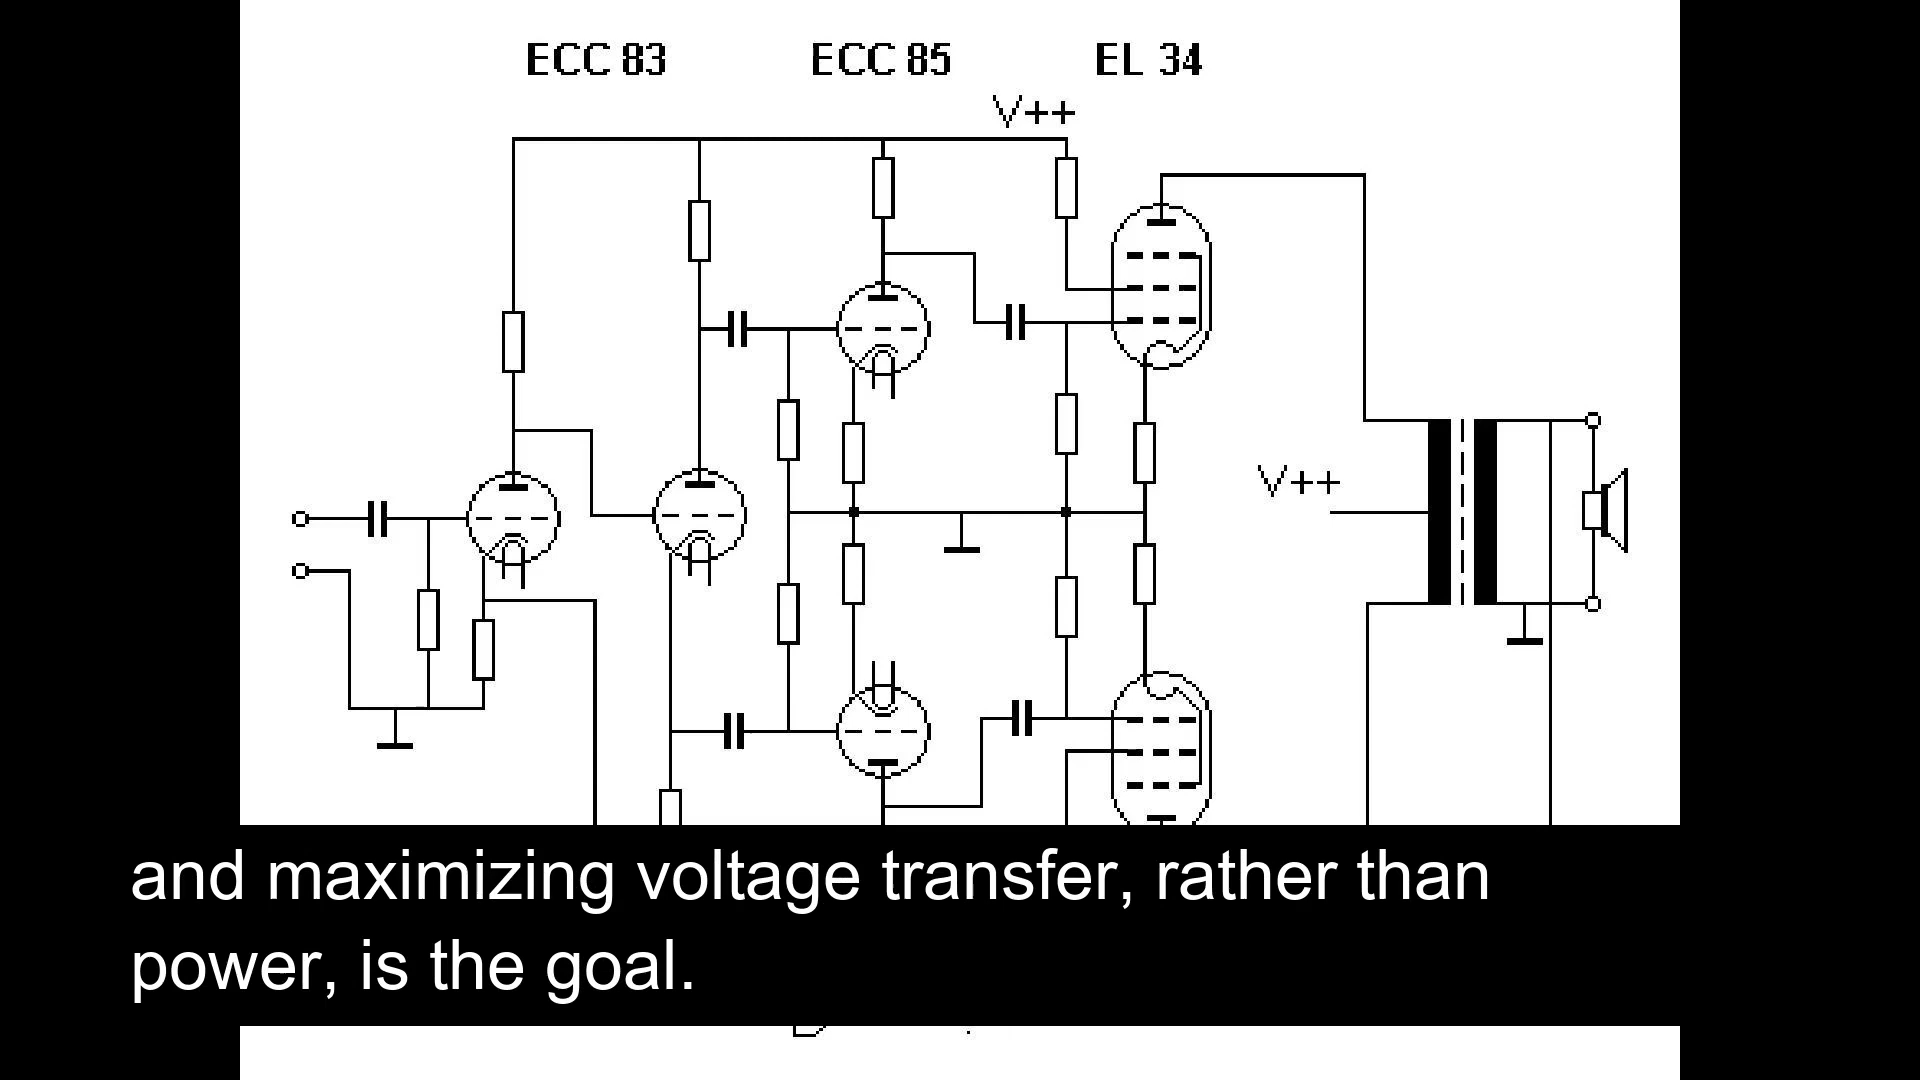 ECC 83 ECC 85 EL 34
V++
V++
and maximizing voltage transfer, rather than
power, is the goal.